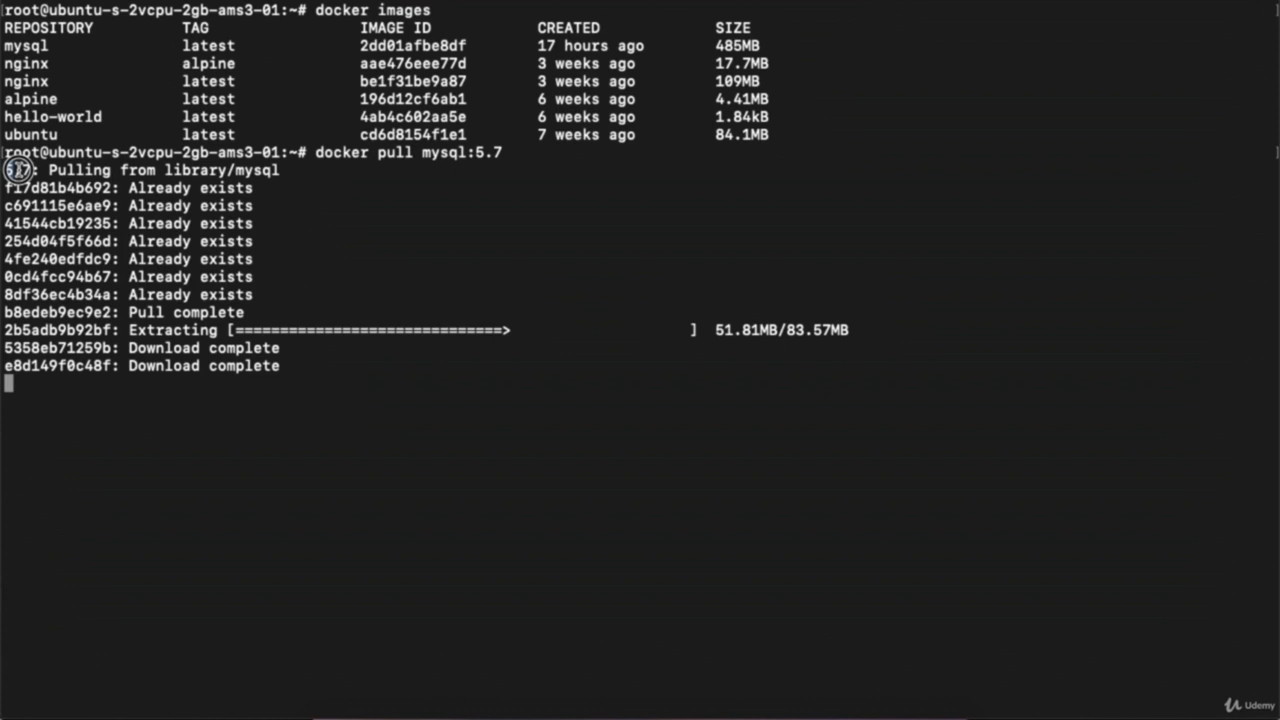 [root@ubuntu-s-2vcpu-2gb-ams3-01:~# docker images ]
REPOSITORY TAG IMAGE ID CREATED SIZE
mysql latest 2dd01afbe8df 17 hours ago 485MB
nginx alpine aae476eee77d 3 weeks ago 17.7MB
nginx latest be1f31be9a87 3 weeks ago 109MB
alpine latest 196d12cf6ab1 6 weeks ago 4.41MB
hello-world latest 4ab4c602aa5e 6 weeks ago 1.84kB
ubuntu latest cd6d8154f1e1 7 weeks ago 84.1MB
[root@ubuntu-s-2vcpu-2gb-ams3-01:~# docker pull mysql:5.7 ]
5.7: Pulling from library/mysql
f17d81b4b692: Already exists
c691115e6ae9: Already exists
41544cb19235: Already exists
254d04f5f66d: Already exists
4fe240edfdc9: Already exists
0cd4fcc94b67: Already exists
8df36ec4b34a: Already exists
b8edeb9ec9e2: Pull complete
2b5adb9b92bf: Extracting [==============================> ] 51.81MB/83.57MB
5358eb71259b: Download complete
e8d149f0c48f: Download complete
Udemy